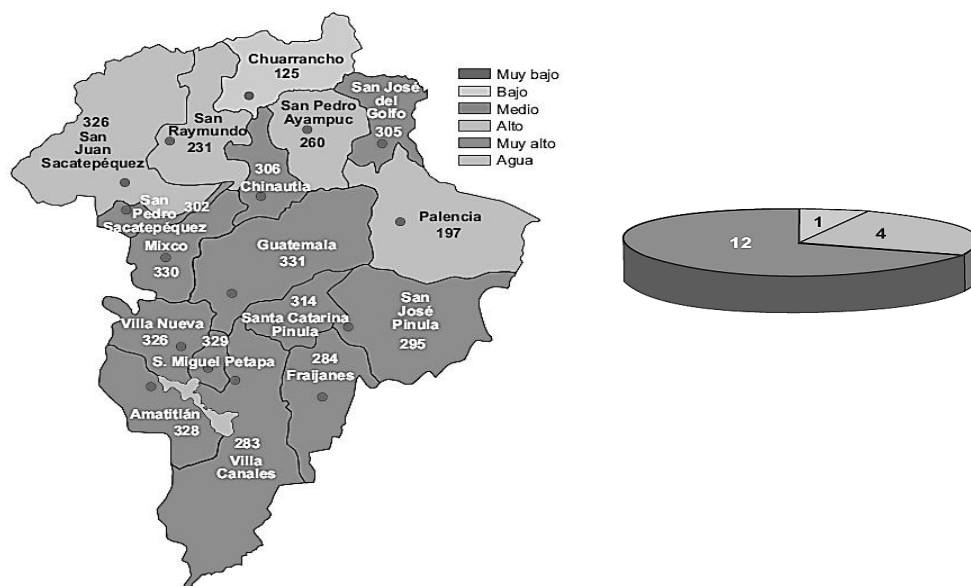 Chuarrancho
125
San José
del
Golfo
305
San Pedro
Ayampuc
260
San
Raymundo
231
326
San
Juan
Sacatepéquez
306
Chinautla
San
Pedro
Sacatepéquez
302
Mixco
330
Guatemala
331
Palencia
197
314
Santa Catarina
Pinula
San
José
Pinula
295
Villa Nueva
326
329
S. Miguel Petapa
284
Fraijanes
Amatitlán
328
283
Villa
Canales
Muy bajo
Bajo
Medio
Alto
Muy alto
Agua
12
1
4